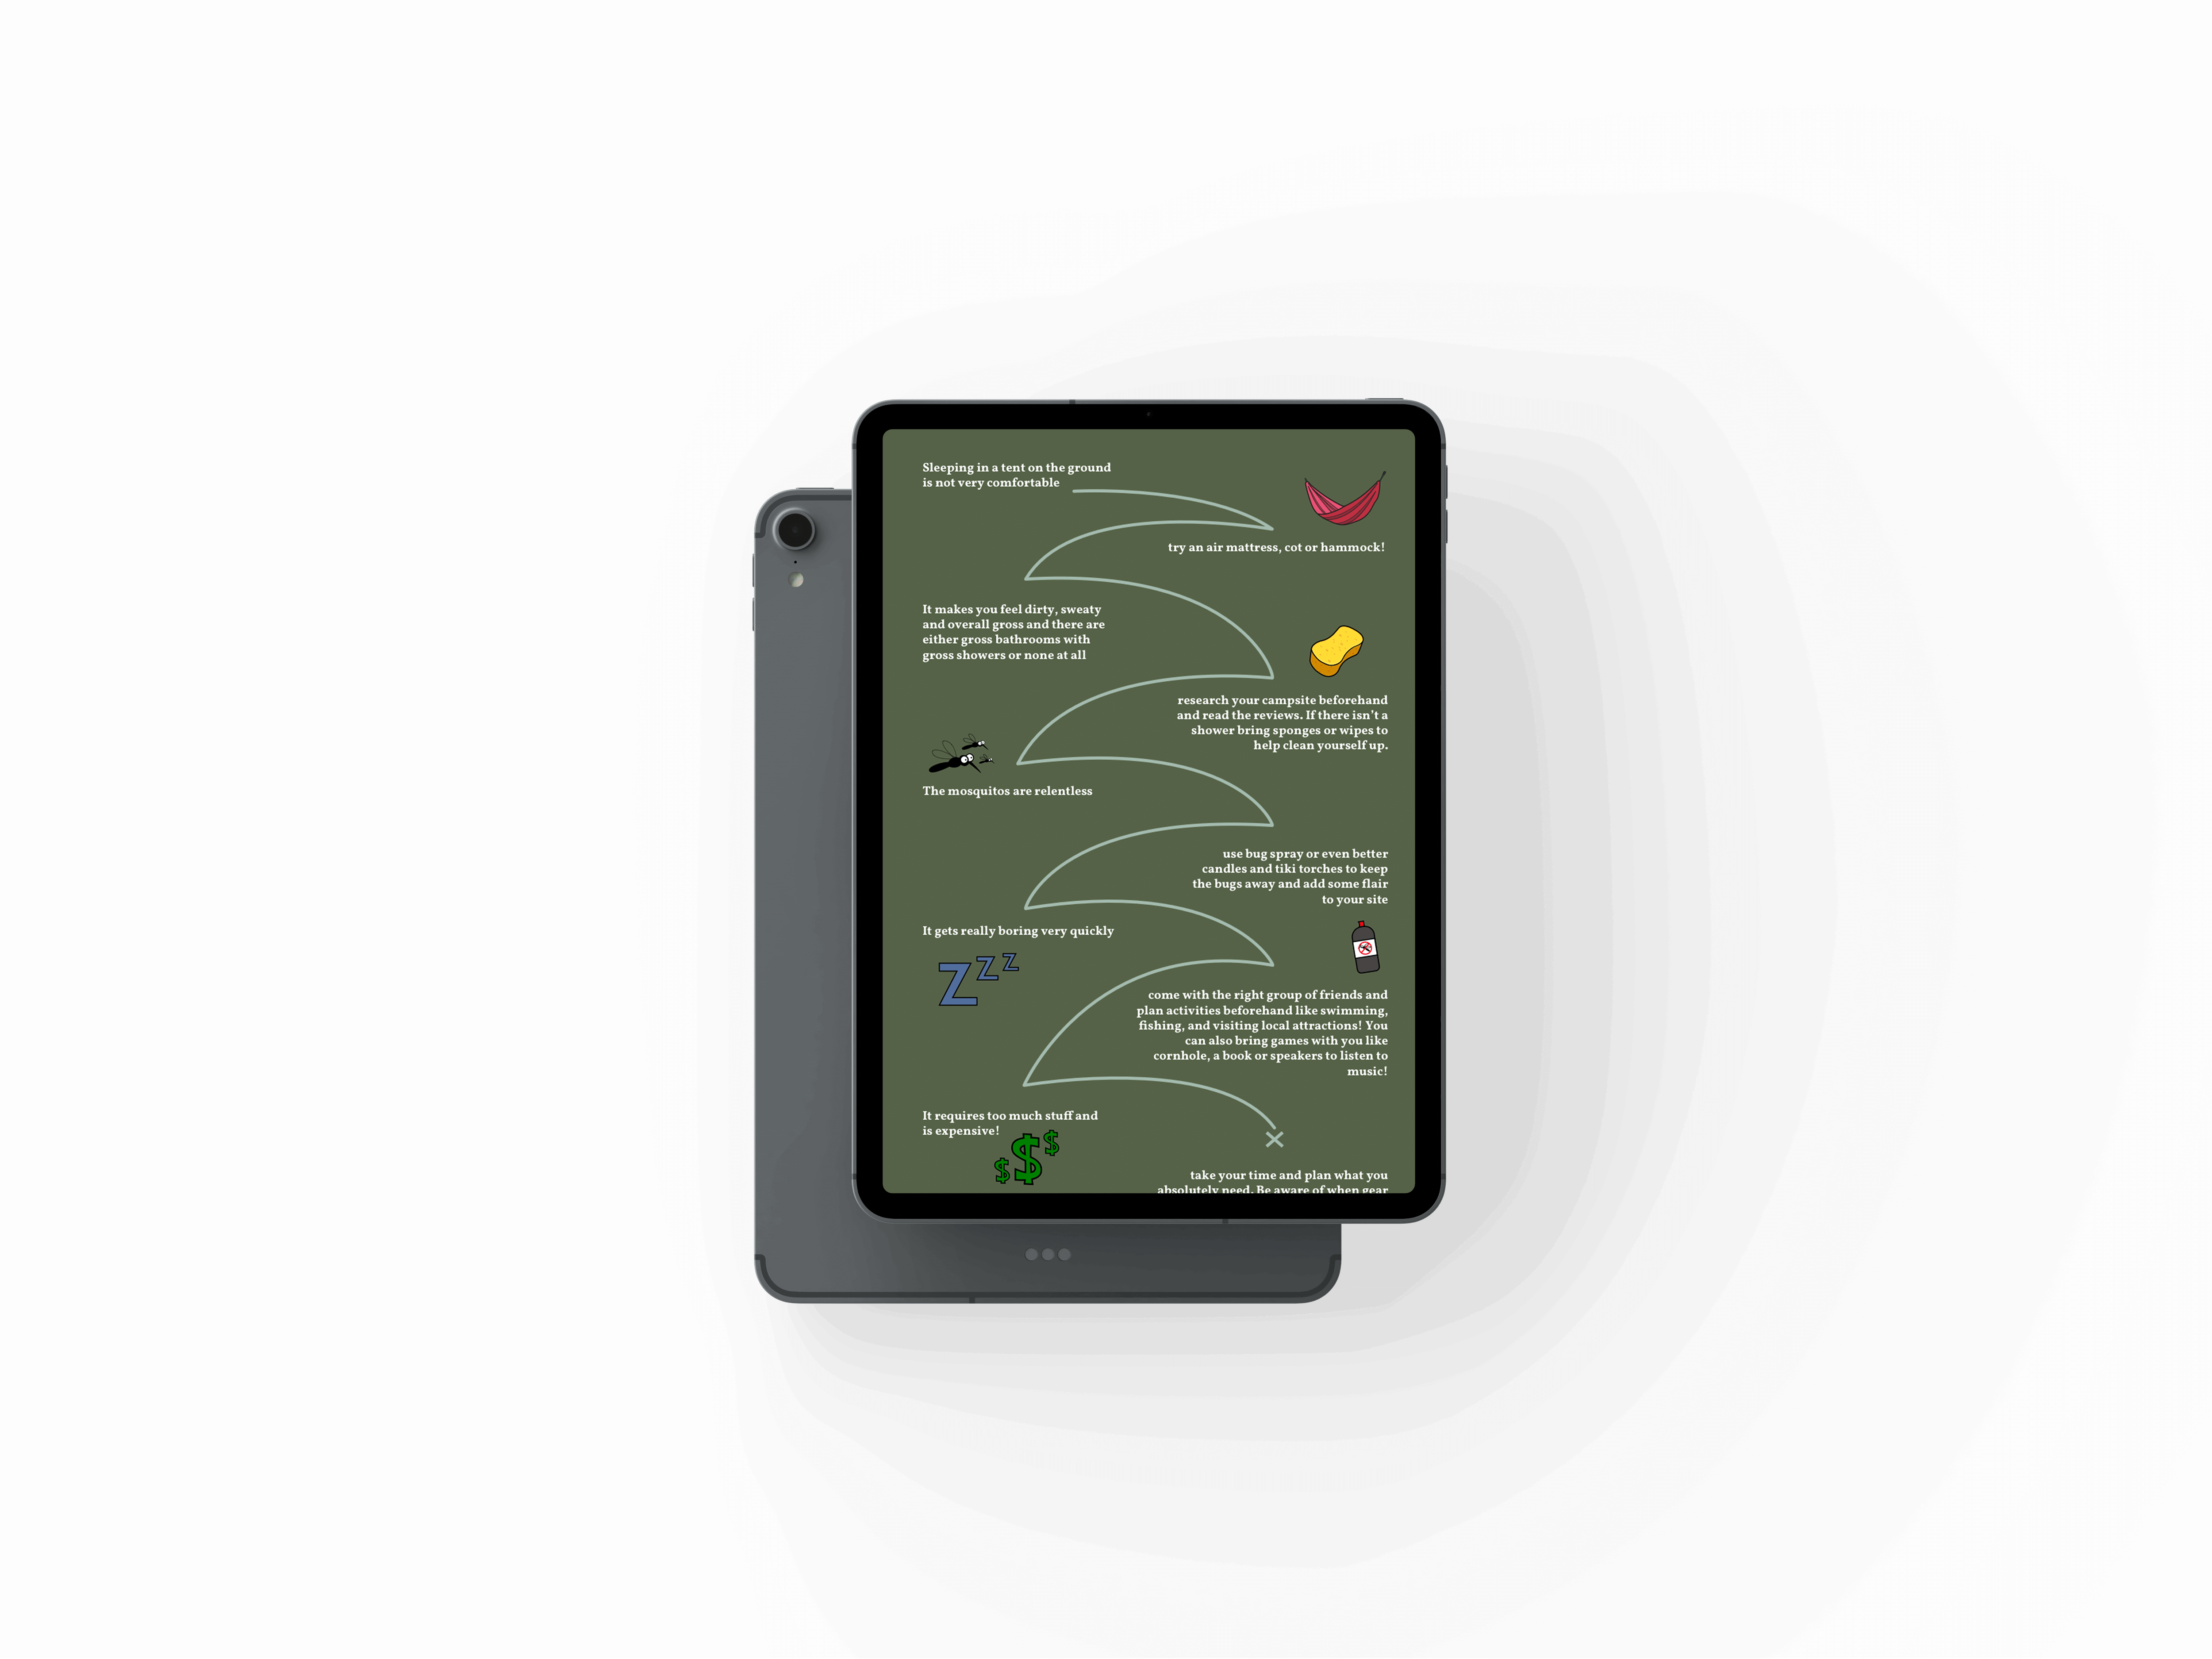 Sleeping in a tent on the ground
is not very comfortable
try an air mattress, cot or hammock!
It makes you feel dirty, sweaty
and overall gross and there are
either gross bathrooms with
gross showers or none at all
research your campsite beforehand
and read the reviews. If there isn't a
shower bring sponges or wipes to
help clean yourself up.
The mosquitos are relentless
use bug spray or even better
candles and tiki torches to keep
the bugs away and add some flair
to your site
It gets really boring very quickly
Z Z Z
come with the right group of friends and
plan activities beforehand like swimming,
fishing, and visiting local attractions! You
can also bring games with you like
cornhole, a book or speakers to listen to
music!
It requires too much stuff and
is expensive!
$ $ $
take your time and plan what you
absolutely need. Be aware of when gear